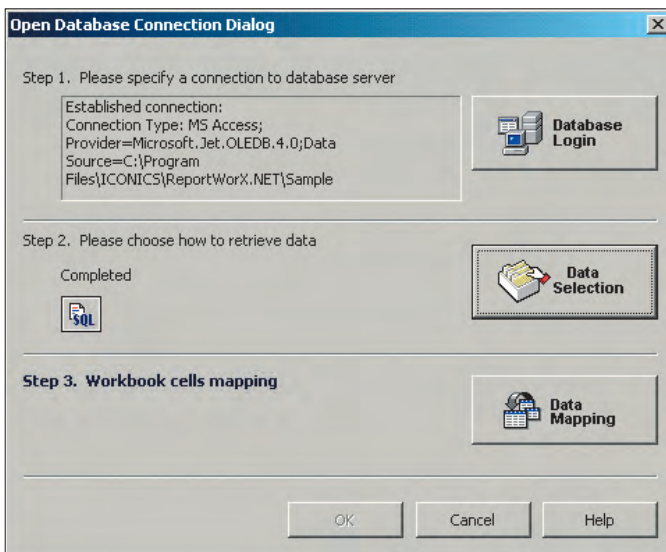 Open Database Connection Dialog
Step 1. Please specify a connection to database server
Established connection:
Connection Type: MS Access;
Provider=Microsoft.Jet.OLEDB.4.0;Data
Source=C:\Program
Files\ICONICS\ReportWorX.NET\Sample
Database
Login
Step 2. Please choose how to retrieve data
Completed
SQL
Data
Selection
Step 3. Workbook cells mapping
Data
Mapping
OK
Cancel
Help